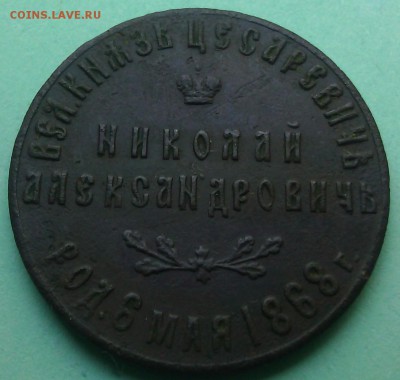 COINS.LAVE.RU
ВЕЛ. КНЯЗЬ ЦЕСАРЕВИЧЪ
НИКОЛАЙ
АЛЕКСАНДРОВИЧЪ
РОД. 6 МАЯ 1868 Г.